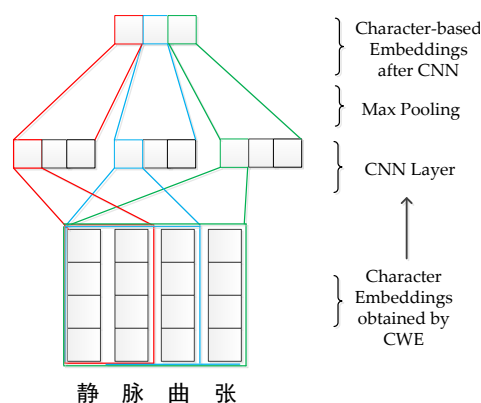 Character-based
Embeddings
after CNN
Max Pooling
CNN Layer
Character
Embeddings
obtained by
CWE
静 脉 曲 张